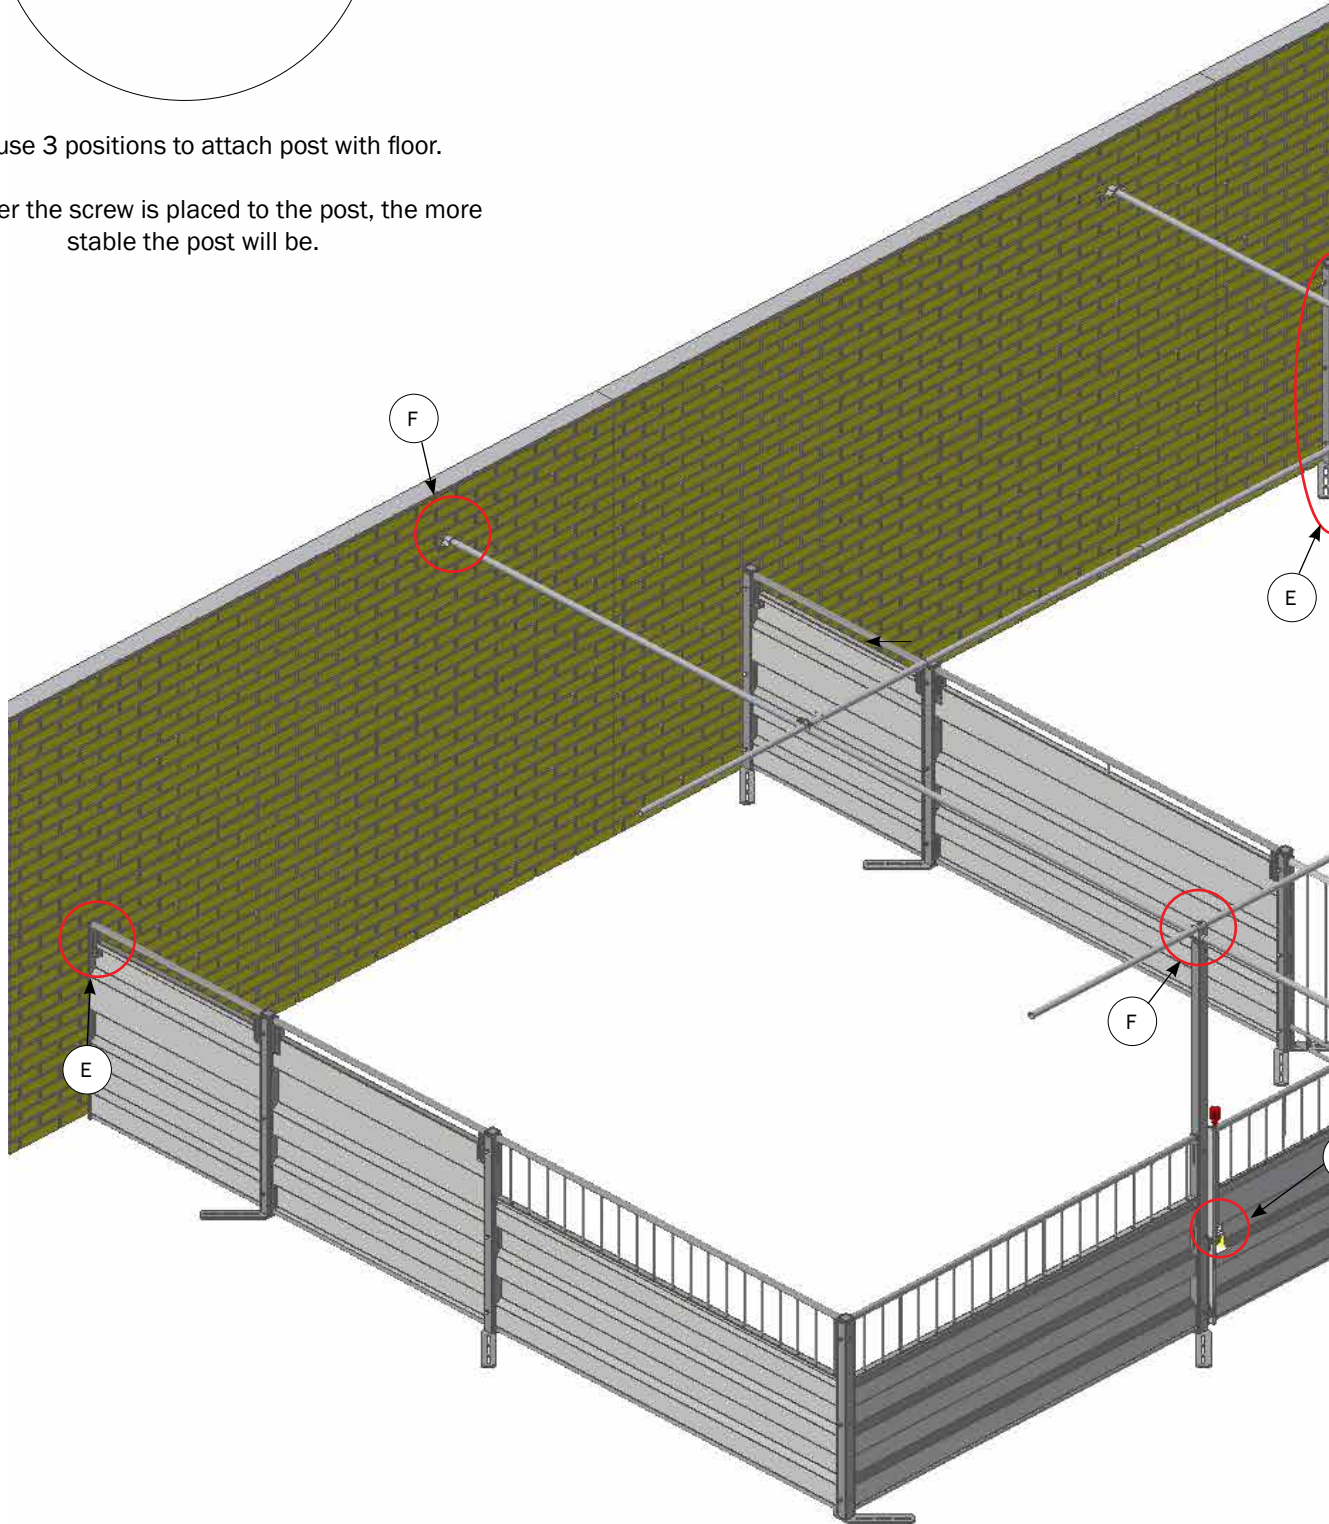 use 3 positions to attach post with floor.
er the screw is placed to the post, the more
stable the post will be.
F
E
F
E